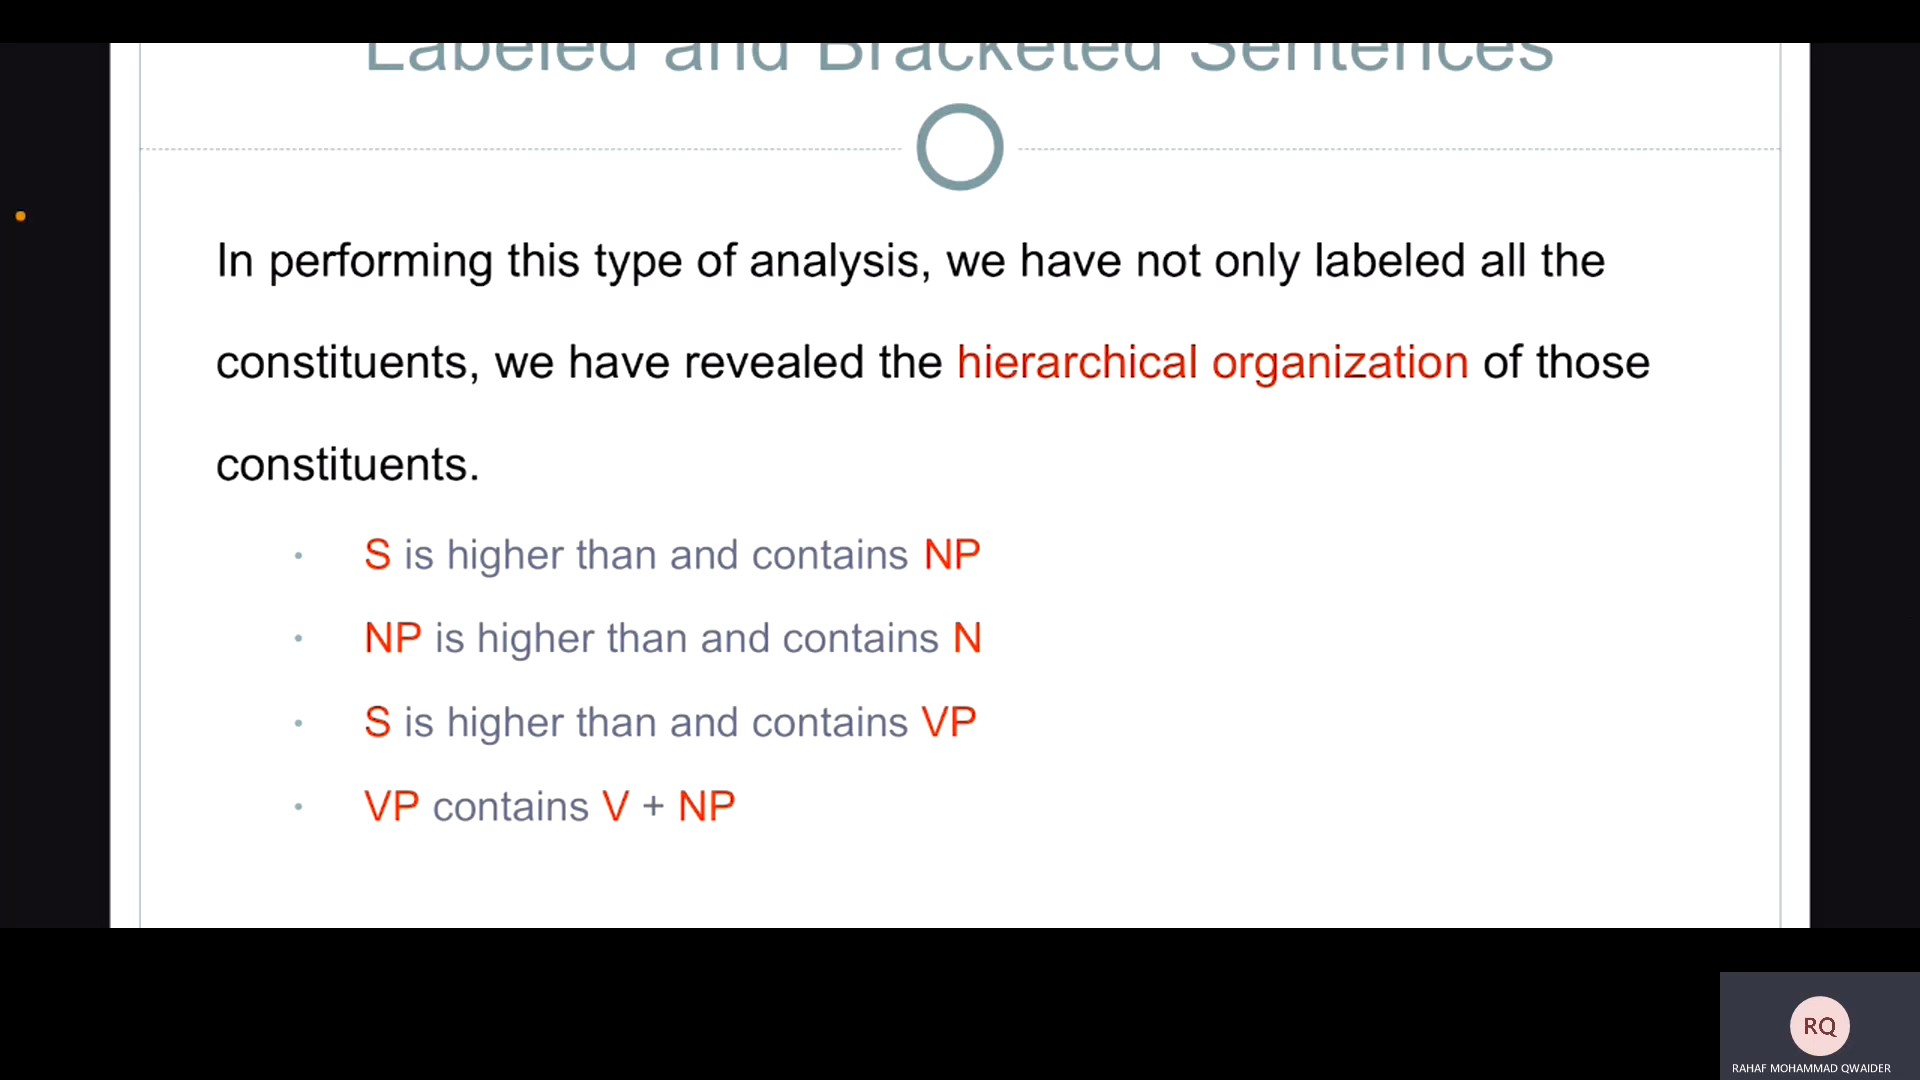 Labeled and Bracketed Sentences
In performing this type of analysis, we have not only labeled all the
constituents, we have revealed the hierarchical organization of those
constituents.
• S is higher than and contains NP
• NP is higher than and contains N
• S is higher than and contains VP
• VP contains V + NP
RQ
RAHAF MOHAMMAD QWAIDER